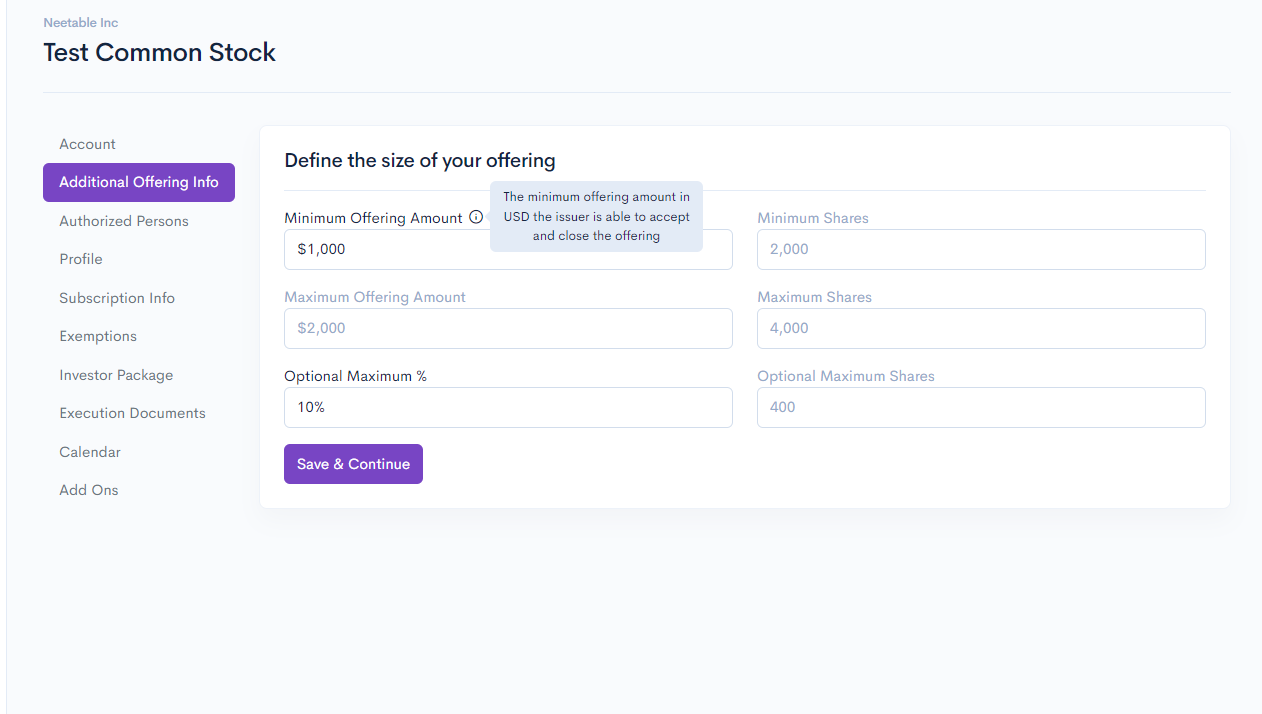 Neetable Inc
Test Common Stock
Account
Additional Offering Info
Authorized Persons
Profile
Subscription Info
Exemptions
Investor Package
Execution Documents
Calendar
Add Ons
Define the size of your offering
Minimum Offering Amount
The minimum offering amount in
USD the issuer is able to accept
and close the offering
$1,000
Minimum Shares
2,000
Maximum Offering Amount
$2,000
Maximum Shares
4,000
Optional Maximum %
10%
Optional Maximum Shares
400
Save & Continue